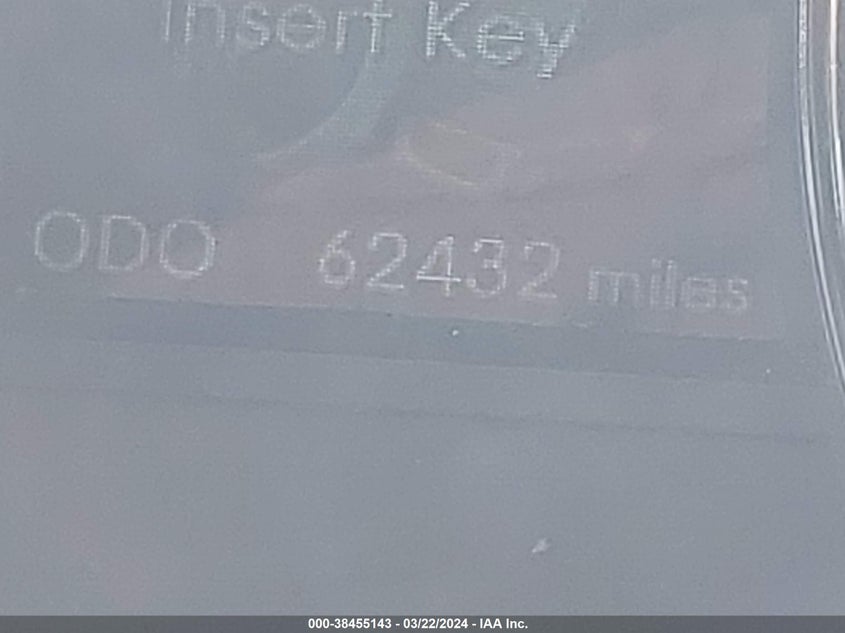 Insert Key
ODO 62432 miles
000-38455143 - 03/22/2024 - IAA Inc.